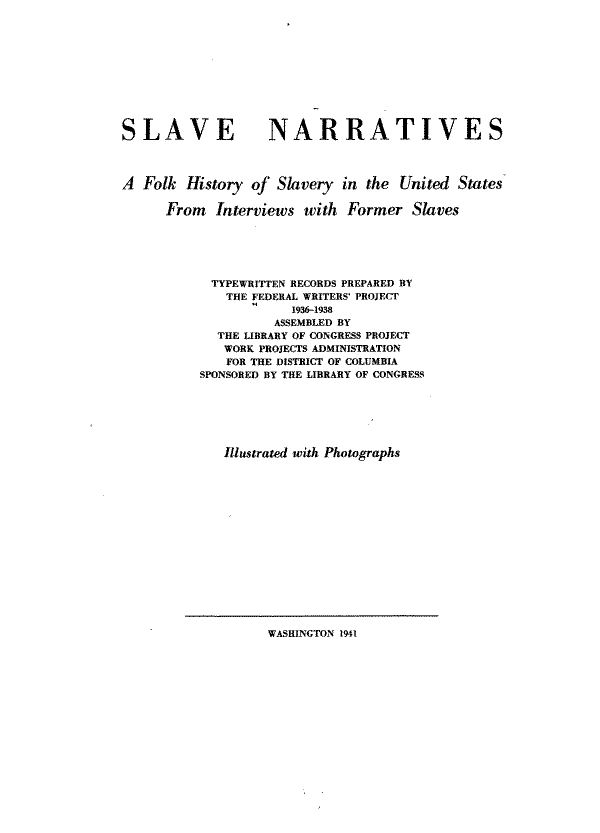 SLAVE NARRATIVES
A Folk History of Slavery in the United States
From Interviews with Former Slaves
TYPEWRITTEN RECORDS PREPARED BY
THE FEDERAL WRITERS' PROJECT
1936-1938
ASSEMBLED BY
THE LIBRARY OF CONGRESS PROJECT
WORK PROJECTS ADMINISTRATION
FOR THE DISTRICT OF COLUMBIA
SPONSORED BY THE LIBRARY OF CONGRESS
Illustrated with Photographs
WASHINGTON 1941